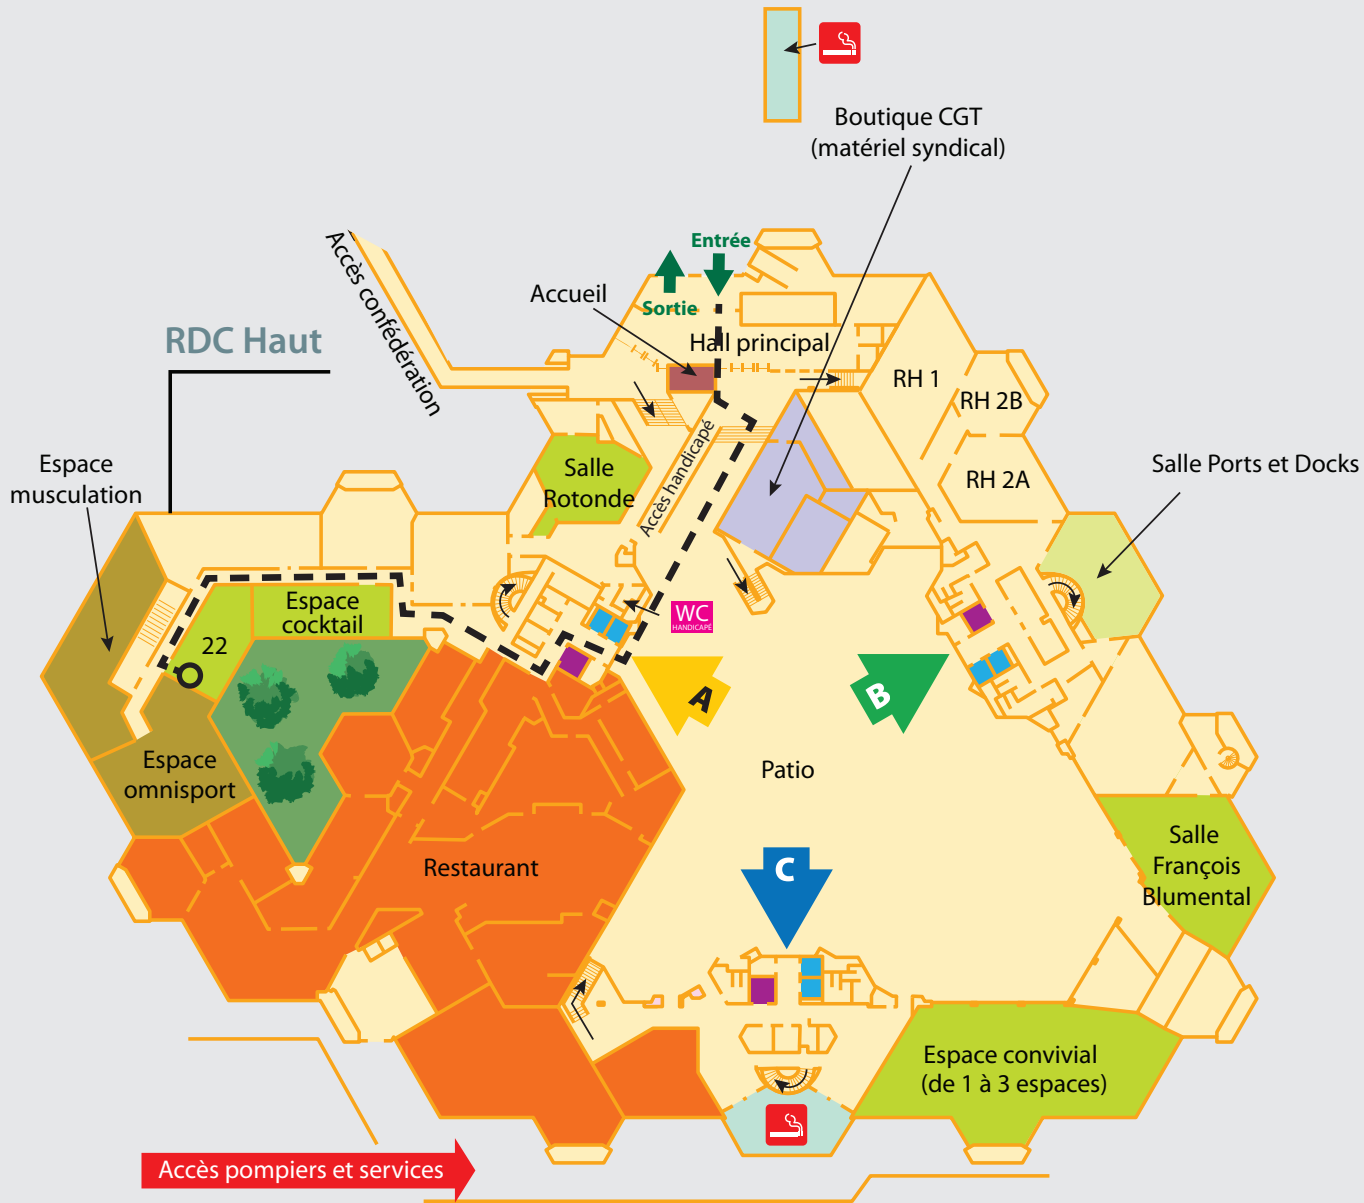 Boutique CGT
(matériel syndical)
Entrée
Sortie
Accueil
Hall principal
Accès confédération
RDC Haut
RH 1
RH 2B
RH 2A
Salle Ports et Docks
Espace
musculation
Salle
Rotonde
Accès handicapé
Espace
cocktail
22
WC
HANDICAPÉ
A
B
Patio
Espace
omnisport
Restaurant
C
Salle
François
Blumental
Espace convivial
(de 1 à 3 espaces)
Accès pompiers et services